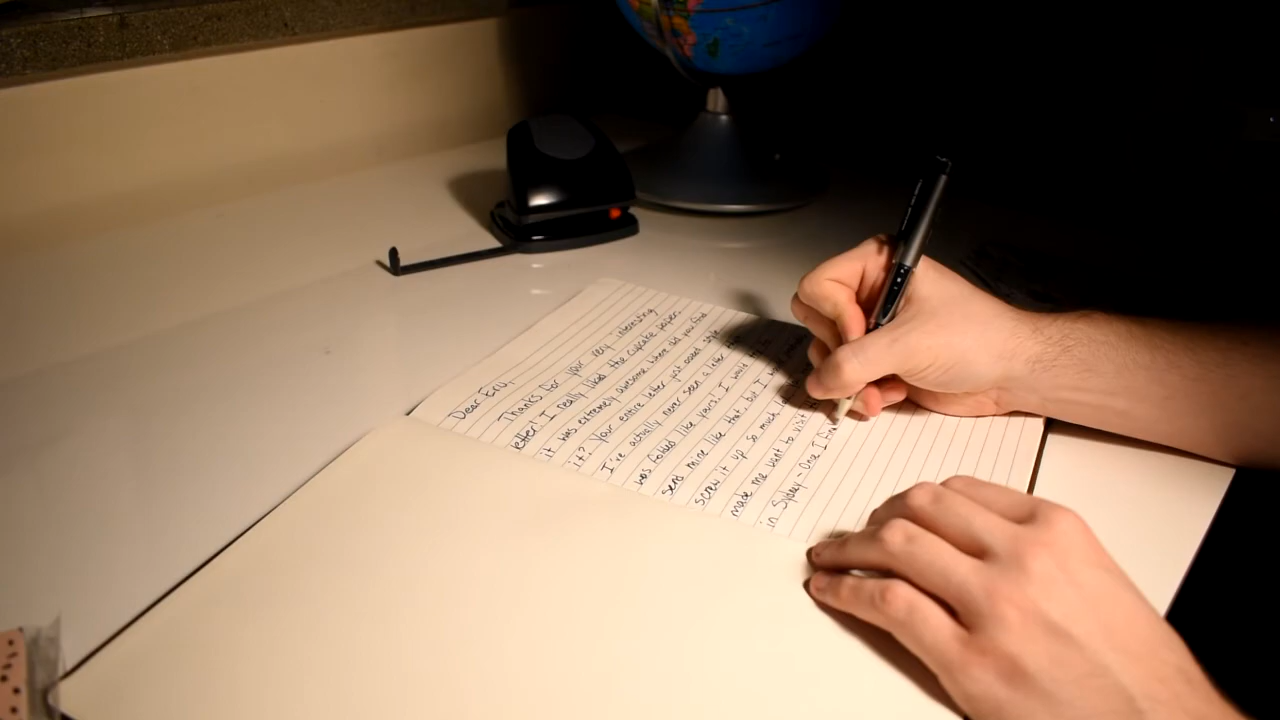 Dear Eru,
Thanks for your very interesting
letter! I really liked the cupcake paper.
it was extremely awesome. Where did you find
it? Your entire letter just oozed style
I've actually never seen a letter
was folded like yours! I would
send mine like that, but I
screw it up so much
made me want to visit
in Sydney - Once I